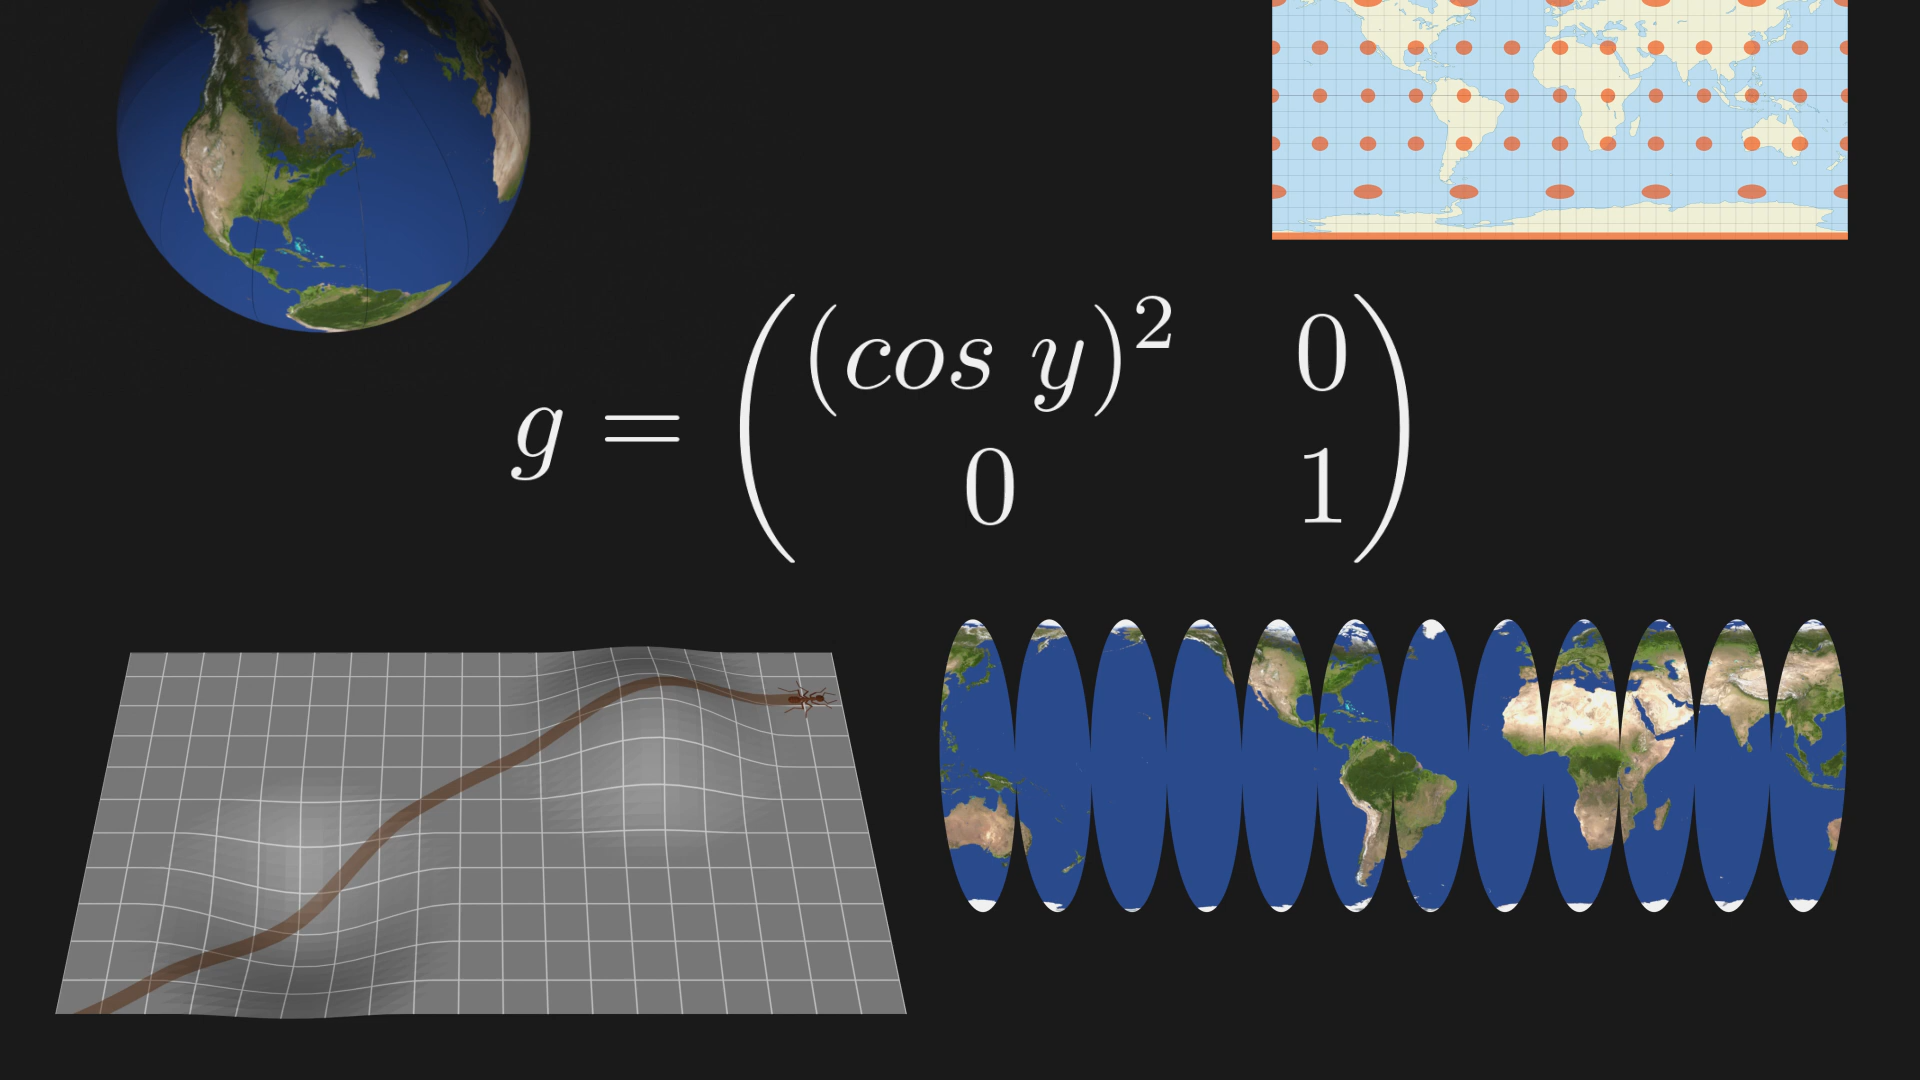 g = ( (cos y)² 0
0 1 )